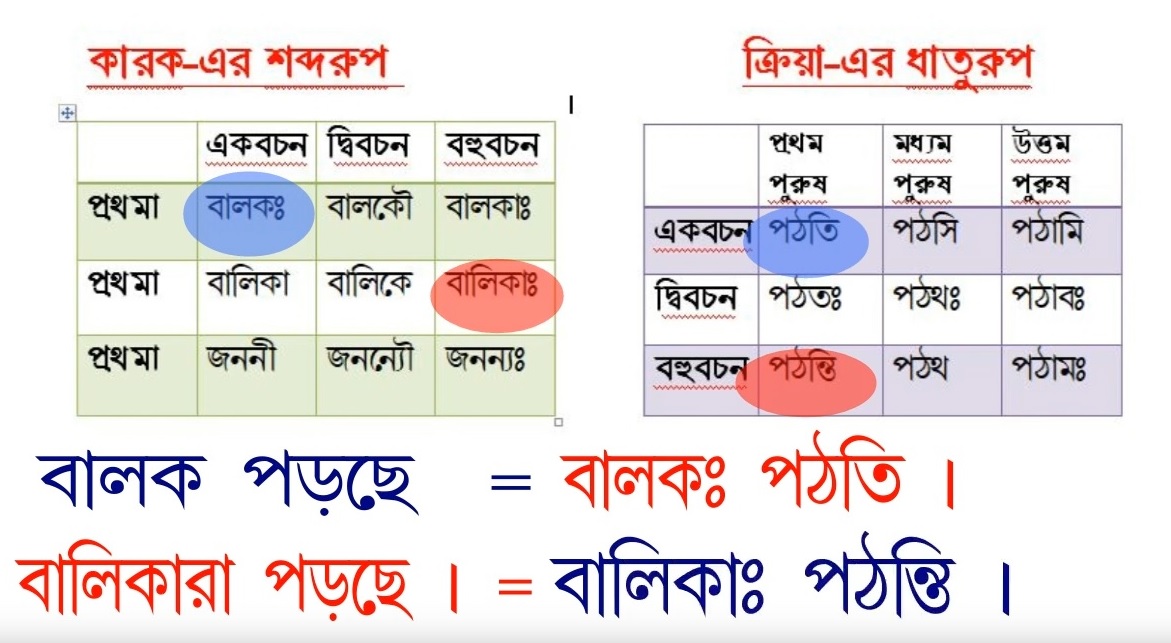 কারক-এর শব্দরুপ
একবচন দ্বিবচন বহুবচন
প্রথমা বালকঃ বালকৌ বালকাঃ
প্রথমা বালিকা বালিকে বালিকাঃ
প্রথমা জননী জনন্যৌ জনন্যঃ
ক্রিয়া-এর ধাতুরুপ
প্রথম মধ্যম উত্তম
পুরুষ পুরুষ পুরুষ
একবচন পঠতি পঠসি পঠামি
দ্বিবচন পঠতঃ পঠথঃ পঠাবঃ
বহুবচন পঠন্তি পঠথ পঠামঃ
বালক পড়ছে = বালকঃ পঠতি ।
বালিকারা পড়ছে । = বালিকাঃ পঠন্তি ।